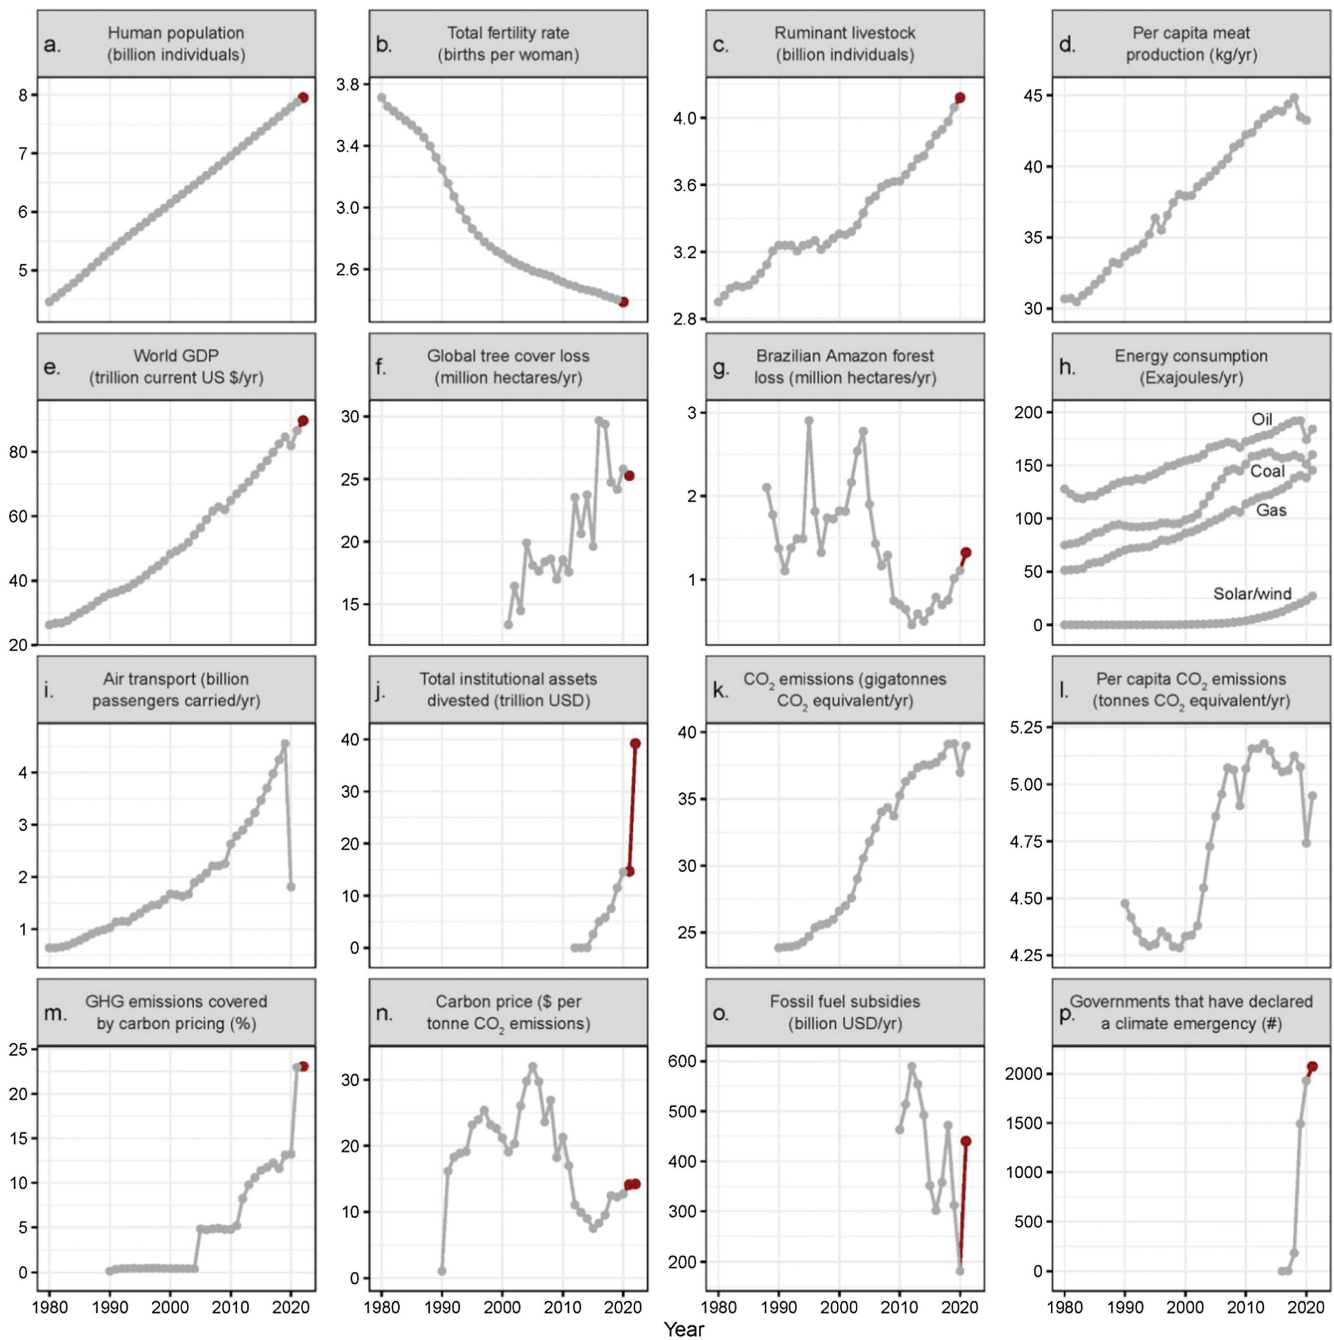 a. Human population
(billion individuals)
b. Total fertility rate
(births per woman)
c. Ruminant livestock
(billion individuals)
d. Per capita meat
production (kg/yr)
8
7
6
5
3.8
3.4
3.0
2.6
4.0
3.6
3.2
2.8
45
40
35
30
e. World GDP
(trillion current US $/yr)
f. Global tree cover loss
(million hectares/yr)
g. Brazilian Amazon forest
loss (million hectares/yr)
h. Energy consumption
(Exajoules/yr)
80
60
40
20
30
25
20
15
3
2
1
200
150
100
50
0
Oil
Coal
Gas
Solar/wind
i. Air transport (billion
passengers carried/yr)
j. Total institutional assets
divested (trillion USD)
k. CO2 emissions (gigatonnes
CO2 equivalent/yr)
l. Per capita CO2 emissions
(tonnes CO2 equivalent/yr)
4
3
2
1
40
30
20
10
0
40
35
30
25
5.25
5.00
4.75
4.50
4.25
m. GHG emissions covered
by carbon pricing (%)
n. Carbon price ($ per
tonne CO2 emissions)
o. Fossil fuel subsidies
(billion USD/yr)
p. Governments that have declared
a climate emergency (#)
25
20
15
10
5
0
30
20
10
0
600
500
400
300
200
2000
1500
1000
500
0
1980 1990 2000 2010 2020
1980 1990 2000 2010 2020
1980 1990 2000 2010 2020
1980 1990 2000 2010 2020
Year